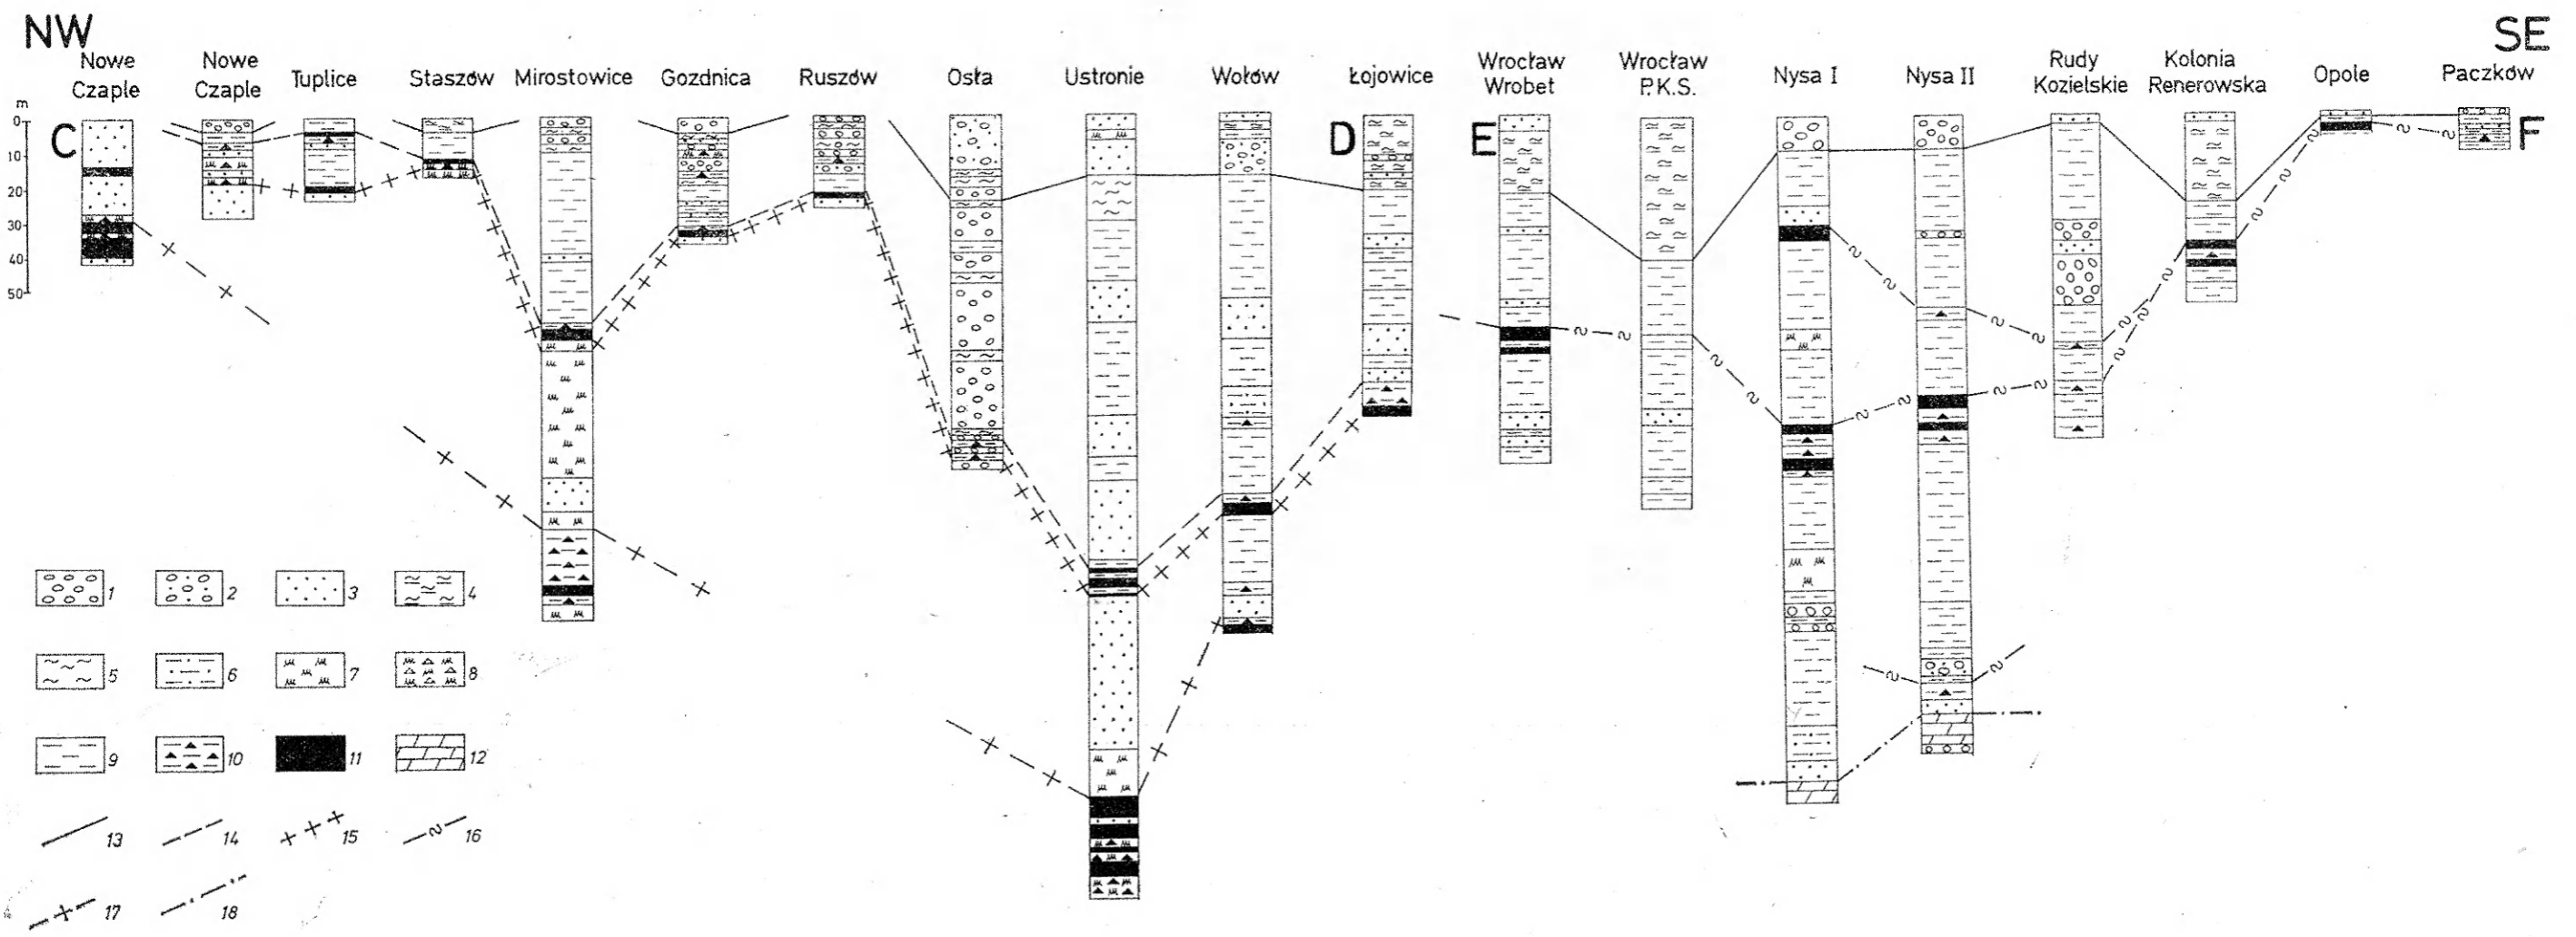 NW
SE
Nowe
Czaple
Nowe
Czaple
Tuplice
Staszów
Mirostowice
Gozdnica
Ruszów
Osła
Ustronie
Wołów
Łojowice
Wrocław
Wrobet
Wrocław
P.K.S.
Nysa I
Nysa II
Rudy
Kozielskie
Kolonia
Renerowska
Opole
Paczków
m
0
10
20
30
40
50
C
D
E
F
1
2
3
4
5
6
7
8
9
10
11
12
13
14
15
16
17
18